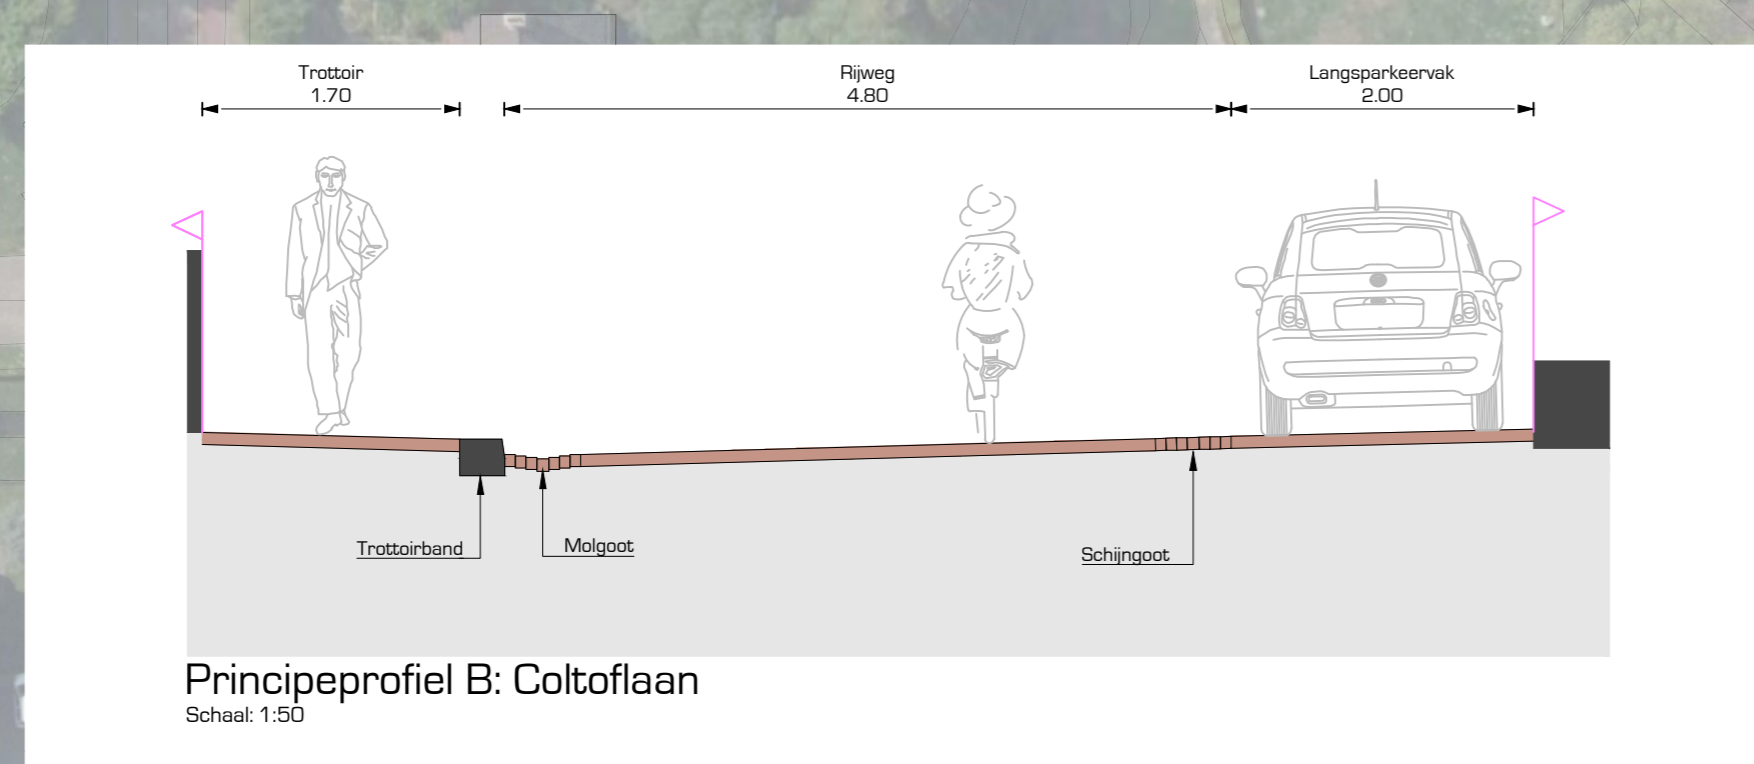 Trottoir
1.70
Rijweg
4.80
Langsparkeervak
2.00
Trottoirband
Molgoot
Schijngoot
Principeprofiel B: Coltoflaan
Schaal: 1:50